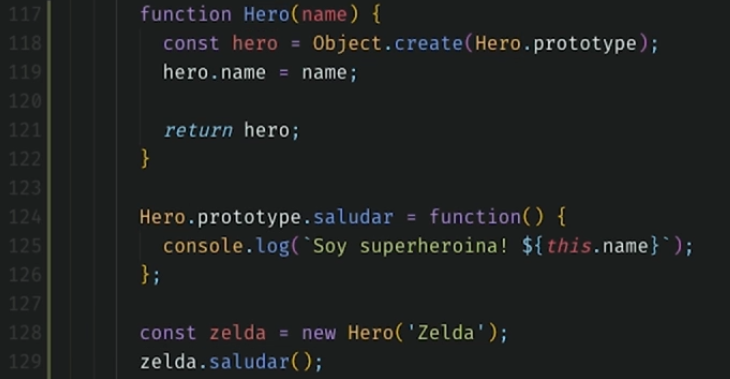 117 function Hero(name) {
118 const hero = Object.create(Hero.prototype);
119 hero.name = name;
120
121 return hero;
122 }
123
124 Hero.prototype.saludar = function() {
125 console.log(`Soy superheroina! ${this.name}`);
126 };
127
128 const zelda = new Hero('Zelda');
129 zelda.saludar();